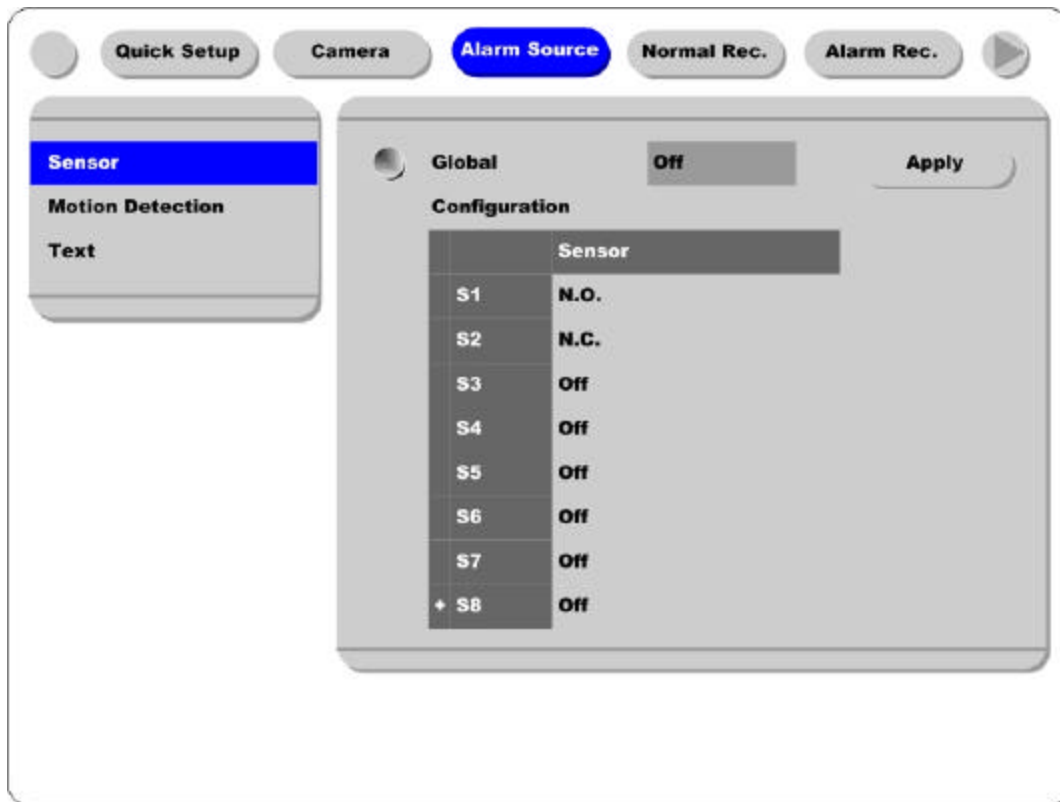 Quick Setup Camera Alarm Source Normal Rec. Alarm Rec.
Sensor
Motion Detection
Text
Global Off Apply
Configuration
Sensor
S1 N.O.
S2 N.C.
S3 Off
S4 Off
S5 Off
S6 Off
S7 Off
+ S8 Off